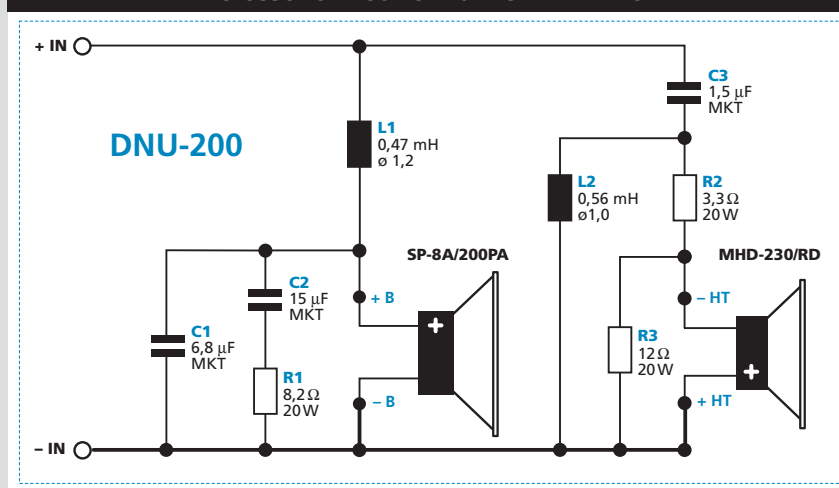 + IN
C3
1,5 µF
MKT
DNU-200
L1
0,47 mH
ø 1,2
L2
0,56 mH
ø1,0
R2
3,3 Ω
20 W
SP-8A/200PA
MHD-230/RD
C2
15 µF
MKT
+ B
– HT
+
C1
6,8 µF
MKT
R3
12 Ω
20 W
R1
8,2 Ω
20 W
+
– B
+ HT
– IN